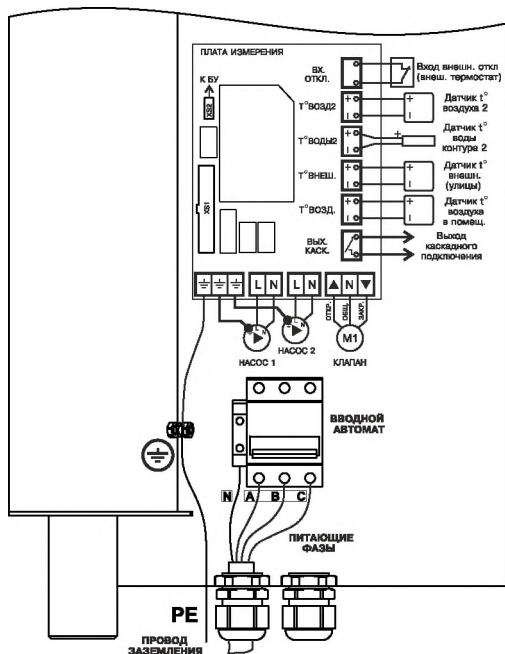 ПЛАТА ИЗМЕРЕНИЯ
К БУ
XS2
XS1
ВХ.
ОТКЛ.
Вход внешн. откл
(внеш. термостат)
T°ВОЗД2
+
I
+
I
Датчик t°
воздуха 2
T°ВОДЫ2
+
I
+
Датчик t°
воды
контура 2
T°ВНЕШ.
+
I
+
I
Датчик t°
внешн.
(улицы)
T°ВОЗД.
+
I
+
I
Датчик t°
воздуха
в помещ.
ВЫХ.
КАСК.
Выход
каскадного
подключения
L N
L N
▲ N ▼
ОТКР.
ОБЩ.
ЗАКР.
L N
L N
M1
НАСОС 1
НАСОС 2
КЛАПАН
ВВОДНОЙ
АВТОМАТ
N A B C
ПИТАЮЩИЕ
ФАЗЫ
PE
ПРОВОД
ЗАЗЕМЛЕНИЯ